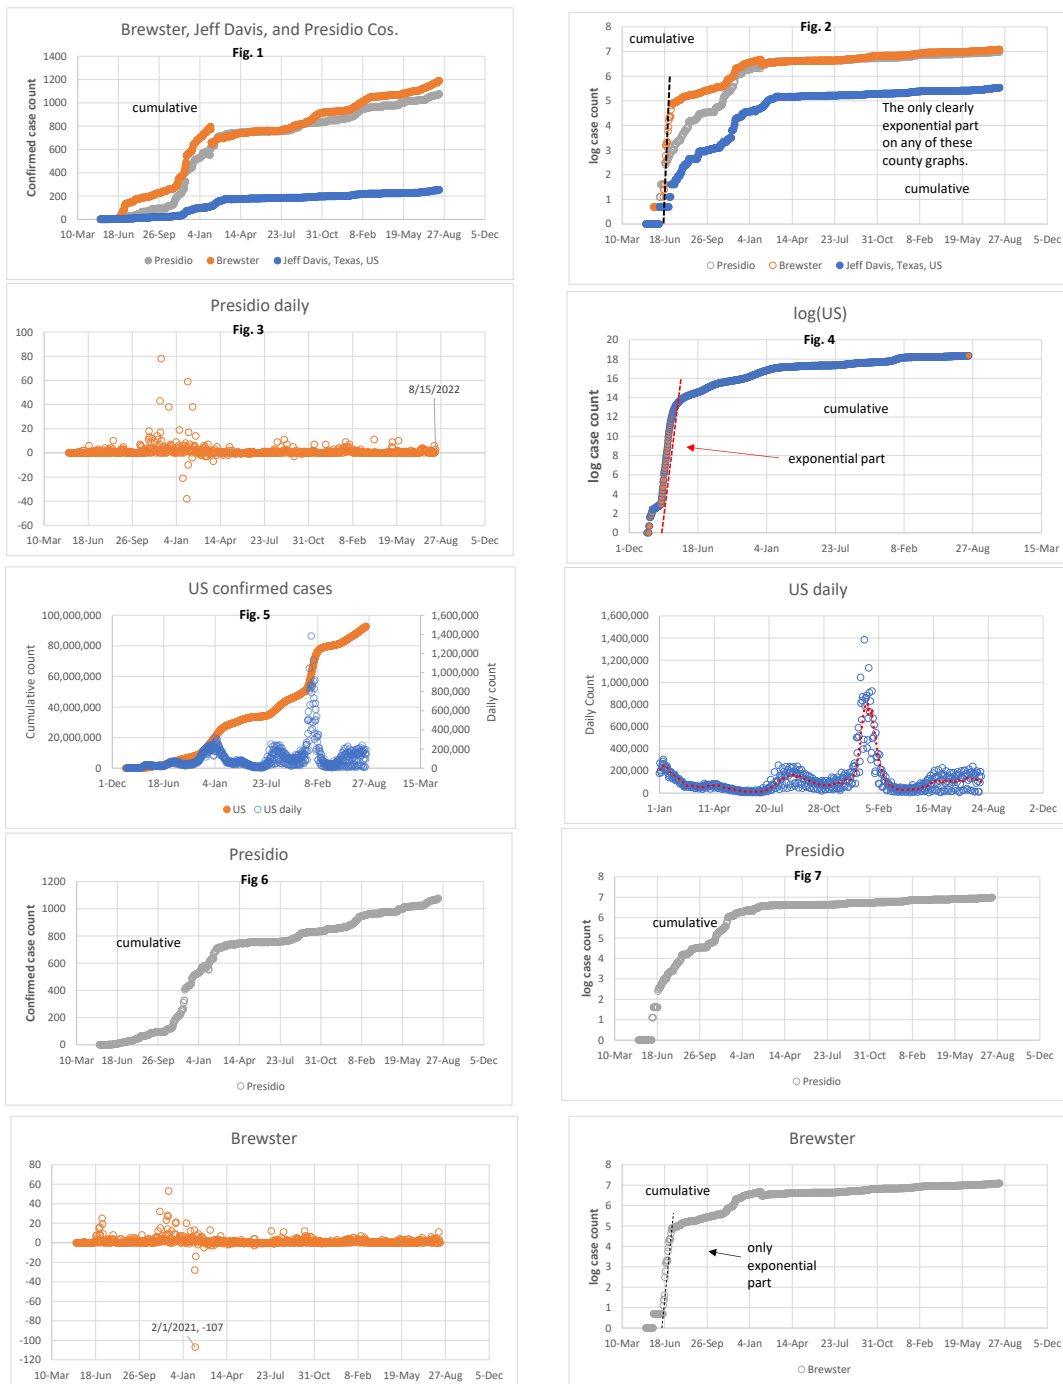 Brewster, Jeff Davis, and Presidio Cos.
Fig. 1
cumulative
Confirmed case count
1400
1200
1000
800
600
400
200
0
10-Mar 18-Jun 26-Sep 4-Jan 14-Apr 23-Jul 31-Oct 8-Feb 19-May 27-Aug 5-Dec
Presidio Brewster Jeff Davis, Texas, US
Fig. 2
cumulative
The only clearly
exponential part
on any of these
county graphs.
cumulative
log case count
8
7
6
5
4
3
2
1
0
10-Mar 18-Jun 26-Sep 4-Jan 14-Apr 23-Jul 31-Oct 8-Feb 19-May 27-Aug 5-Dec
Presidio Brewster Jeff Davis, Texas, US
Presidio daily
Fig. 3
8/15/2022
100
80
60
40
20
0
-20
-40
-60
10-Mar 18-Jun 26-Sep 4-Jan 14-Apr 23-Jul 31-Oct 8-Feb 19-May 27-Aug 5-Dec
log(US)
Fig. 4
cumulative
exponential part
log case count
20
18
16
14
12
10
8
6
4
2
0
1-Dec 18-Jun 4-Jan 23-Jul 8-Feb 27-Aug 15-Mar
US confirmed cases
Fig. 5
Cumulative count
100,000,000
80,000,000
60,000,000
40,000,000
20,000,000
0
Daily count
1,600,000
1,400,000
1,200,000
1,000,000
800,000
600,000
400,000
200,000
0
1-Dec 18-Jun 4-Jan 23-Jul 8-Feb 27-Aug 15-Mar
US US daily
US daily
Daily Count
1,600,000
1,400,000
1,200,000
1,000,000
800,000
600,000
400,000
200,000
0
1-Jan 11-Apr 20-Jul 28-Oct 5-Feb 16-May 24-Aug 2-Dec
Presidio
Fig 6
cumulative
Confirmed case count
1200
1000
800
600
400
200
0
10-Mar 18-Jun 26-Sep 4-Jan 14-Apr 23-Jul 31-Oct 8-Feb 19-May 27-Aug 5-Dec
Presidio
Presidio
Fig 7
cumulative
log case count
8
7
6
5
4
3
2
1
0
10-Mar 18-Jun 26-Sep 4-Jan 14-Apr 23-Jul 31-Oct 8-Feb 19-May 27-Aug 5-Dec
Presidio
Brewster
2/1/2021, -107
80
60
40
20
0
-20
-40
-60
-80
-100
-120
10-Mar 18-Jun 26-Sep 4-Jan 14-Apr 23-Jul 31-Oct 8-Feb 19-May 27-Aug 5-Dec
Brewster
cumulative
only
exponential
part
log case count
8
7
6
5
4
3
2
1
0
10-Mar 18-Jun 26-Sep 4-Jan 14-Apr 23-Jul 31-Oct 8-Feb 19-May 27-Aug 5-Dec
Brewster